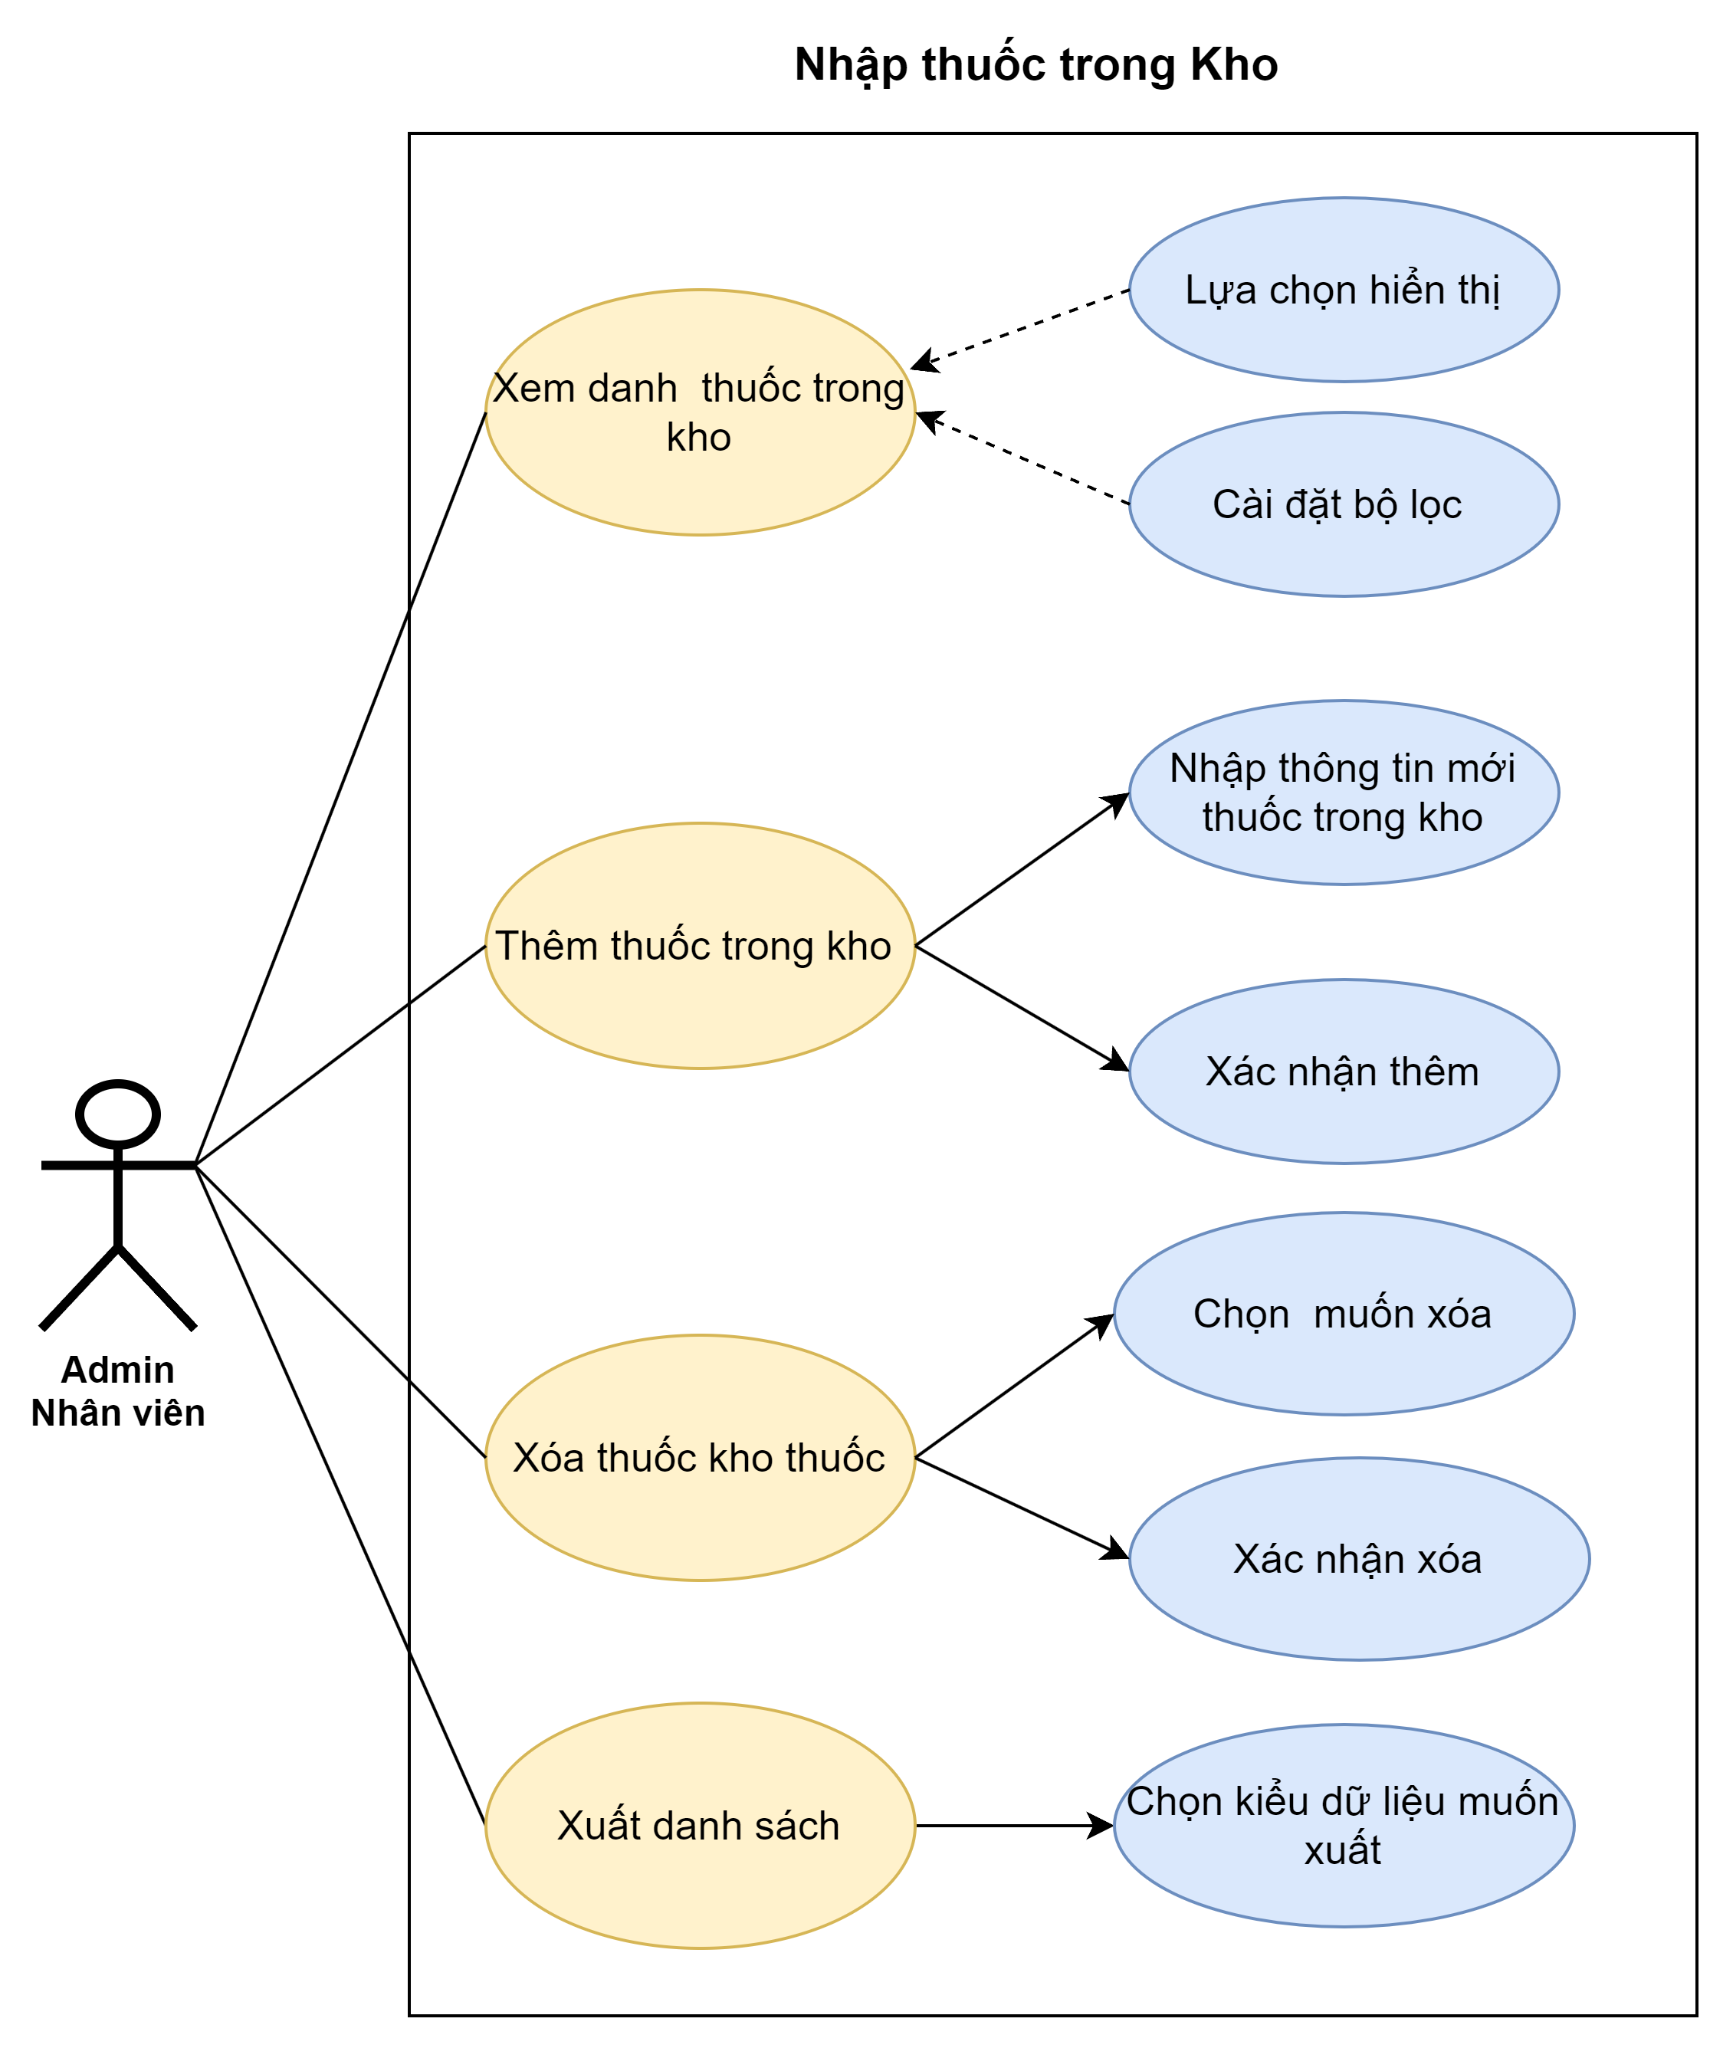 Nhập thuốc trong Kho
Lựa chọn hiển thị
Xem danh  thuốc trong
kho
Cài đặt bộ lọc
Nhập thông tin mới
thuốc trong kho
Thêm thuốc trong kho
Xác nhận thêm
Admin
Nhân viên
Chọn  muốn xóa
Xóa thuốc kho thuốc
Xác nhận xóa
Xuất danh sách
Chọn kiểu dữ liệu muốn
xuất